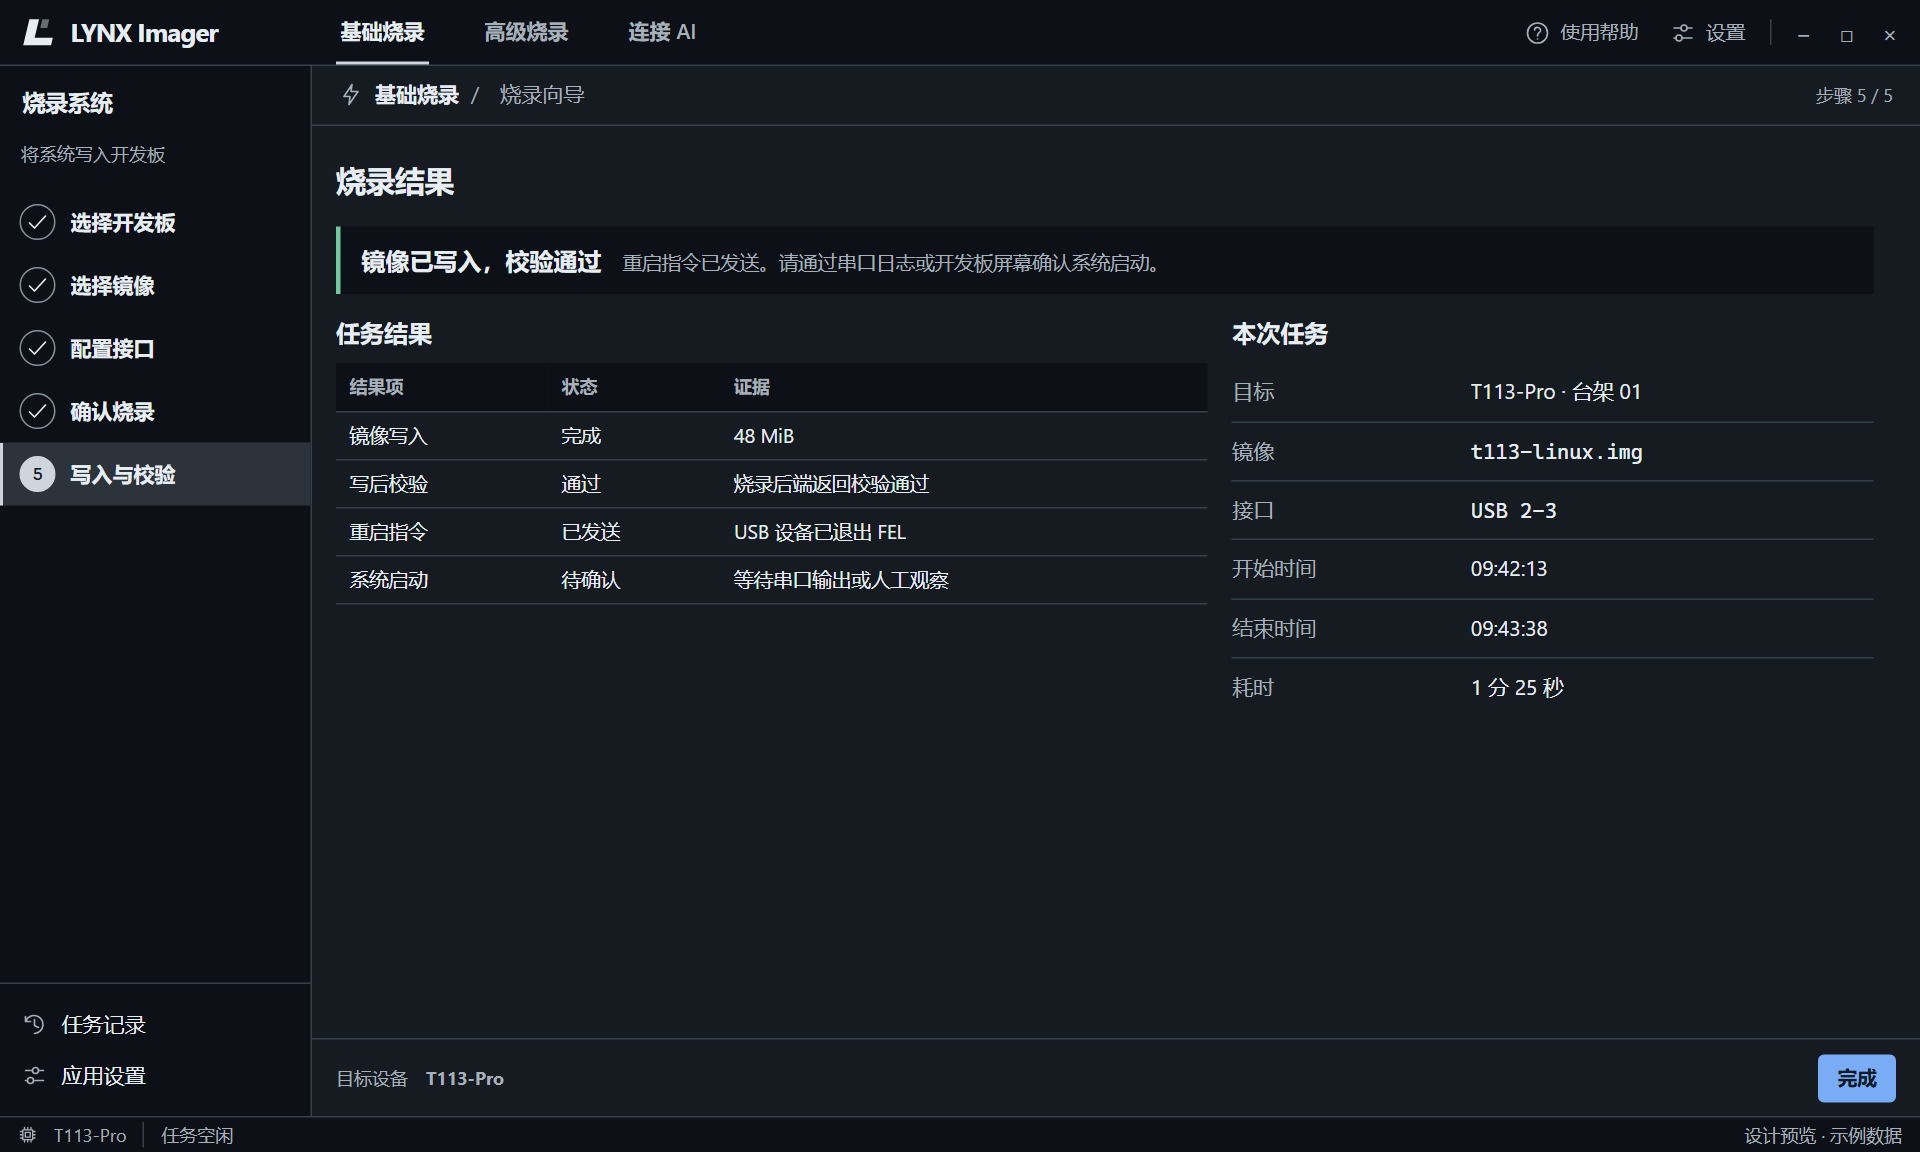 LYNX Imager
基础烧录
高级烧录
连接 AI
使用帮助
设置
烧录系统
将系统写入开发板
选择开发板
选择镜像
配置接口
确认烧录
5 写入与校验
任务记录
应用设置
基础烧录 / 烧录向导
步骤 5 / 5
烧录结果
镜像已写入，校验通过 重启指令已发送。请通过串口日志或开发板屏幕确认系统启动。
任务结果
结果项 状态 证据
镜像写入 完成 48 MiB
写后校验 通过 烧录后端返回校验通过
重启指令 已发送 USB 设备已退出 FEL
系统启动 待确认 等待串口输出或人工观察
本次任务
目标 T113-Pro · 台架 01
镜像 t113-linux.img
接口 USB 2-3
开始时间 09:42:13
结束时间 09:43:38
耗时 1 分 25 秒
目标设备 T113-Pro
完成
T113-Pro 任务空闲
设计预览 · 示例数据